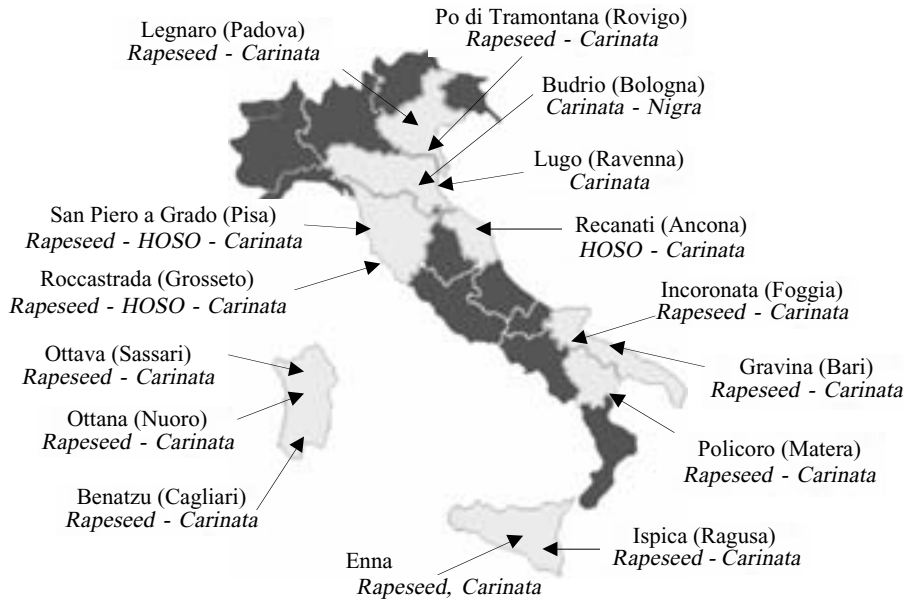 Legnaro (Padova)
Rapeseed - Carinata
Po di Tramontana (Rovigo)
Rapeseed - Carinata
Budrio (Bologna)
Carinata - Nigra
Lugo (Ravenna)
Carinata
San Piero a Grado (Pisa)
Rapeseed - HOSO - Carinata
Recanati (Ancona)
HOSO - Carinata
Roccastrada (Grosseto)
Rapeseed - HOSO - Carinata
Incoronata (Foggia)
Rapeseed - Carinata
Ottava (Sassari)
Rapeseed - Carinata
Gravina (Bari)
Rapeseed - Carinata
Ottana (Nuoro)
Rapeseed - Carinata
Policoro (Matera)
Rapeseed - Carinata
Benatzu (Cagliari)
Rapeseed - Carinata
Ispica (Ragusa)
Rapeseed - Carinata
Enna
Rapeseed, Carinata